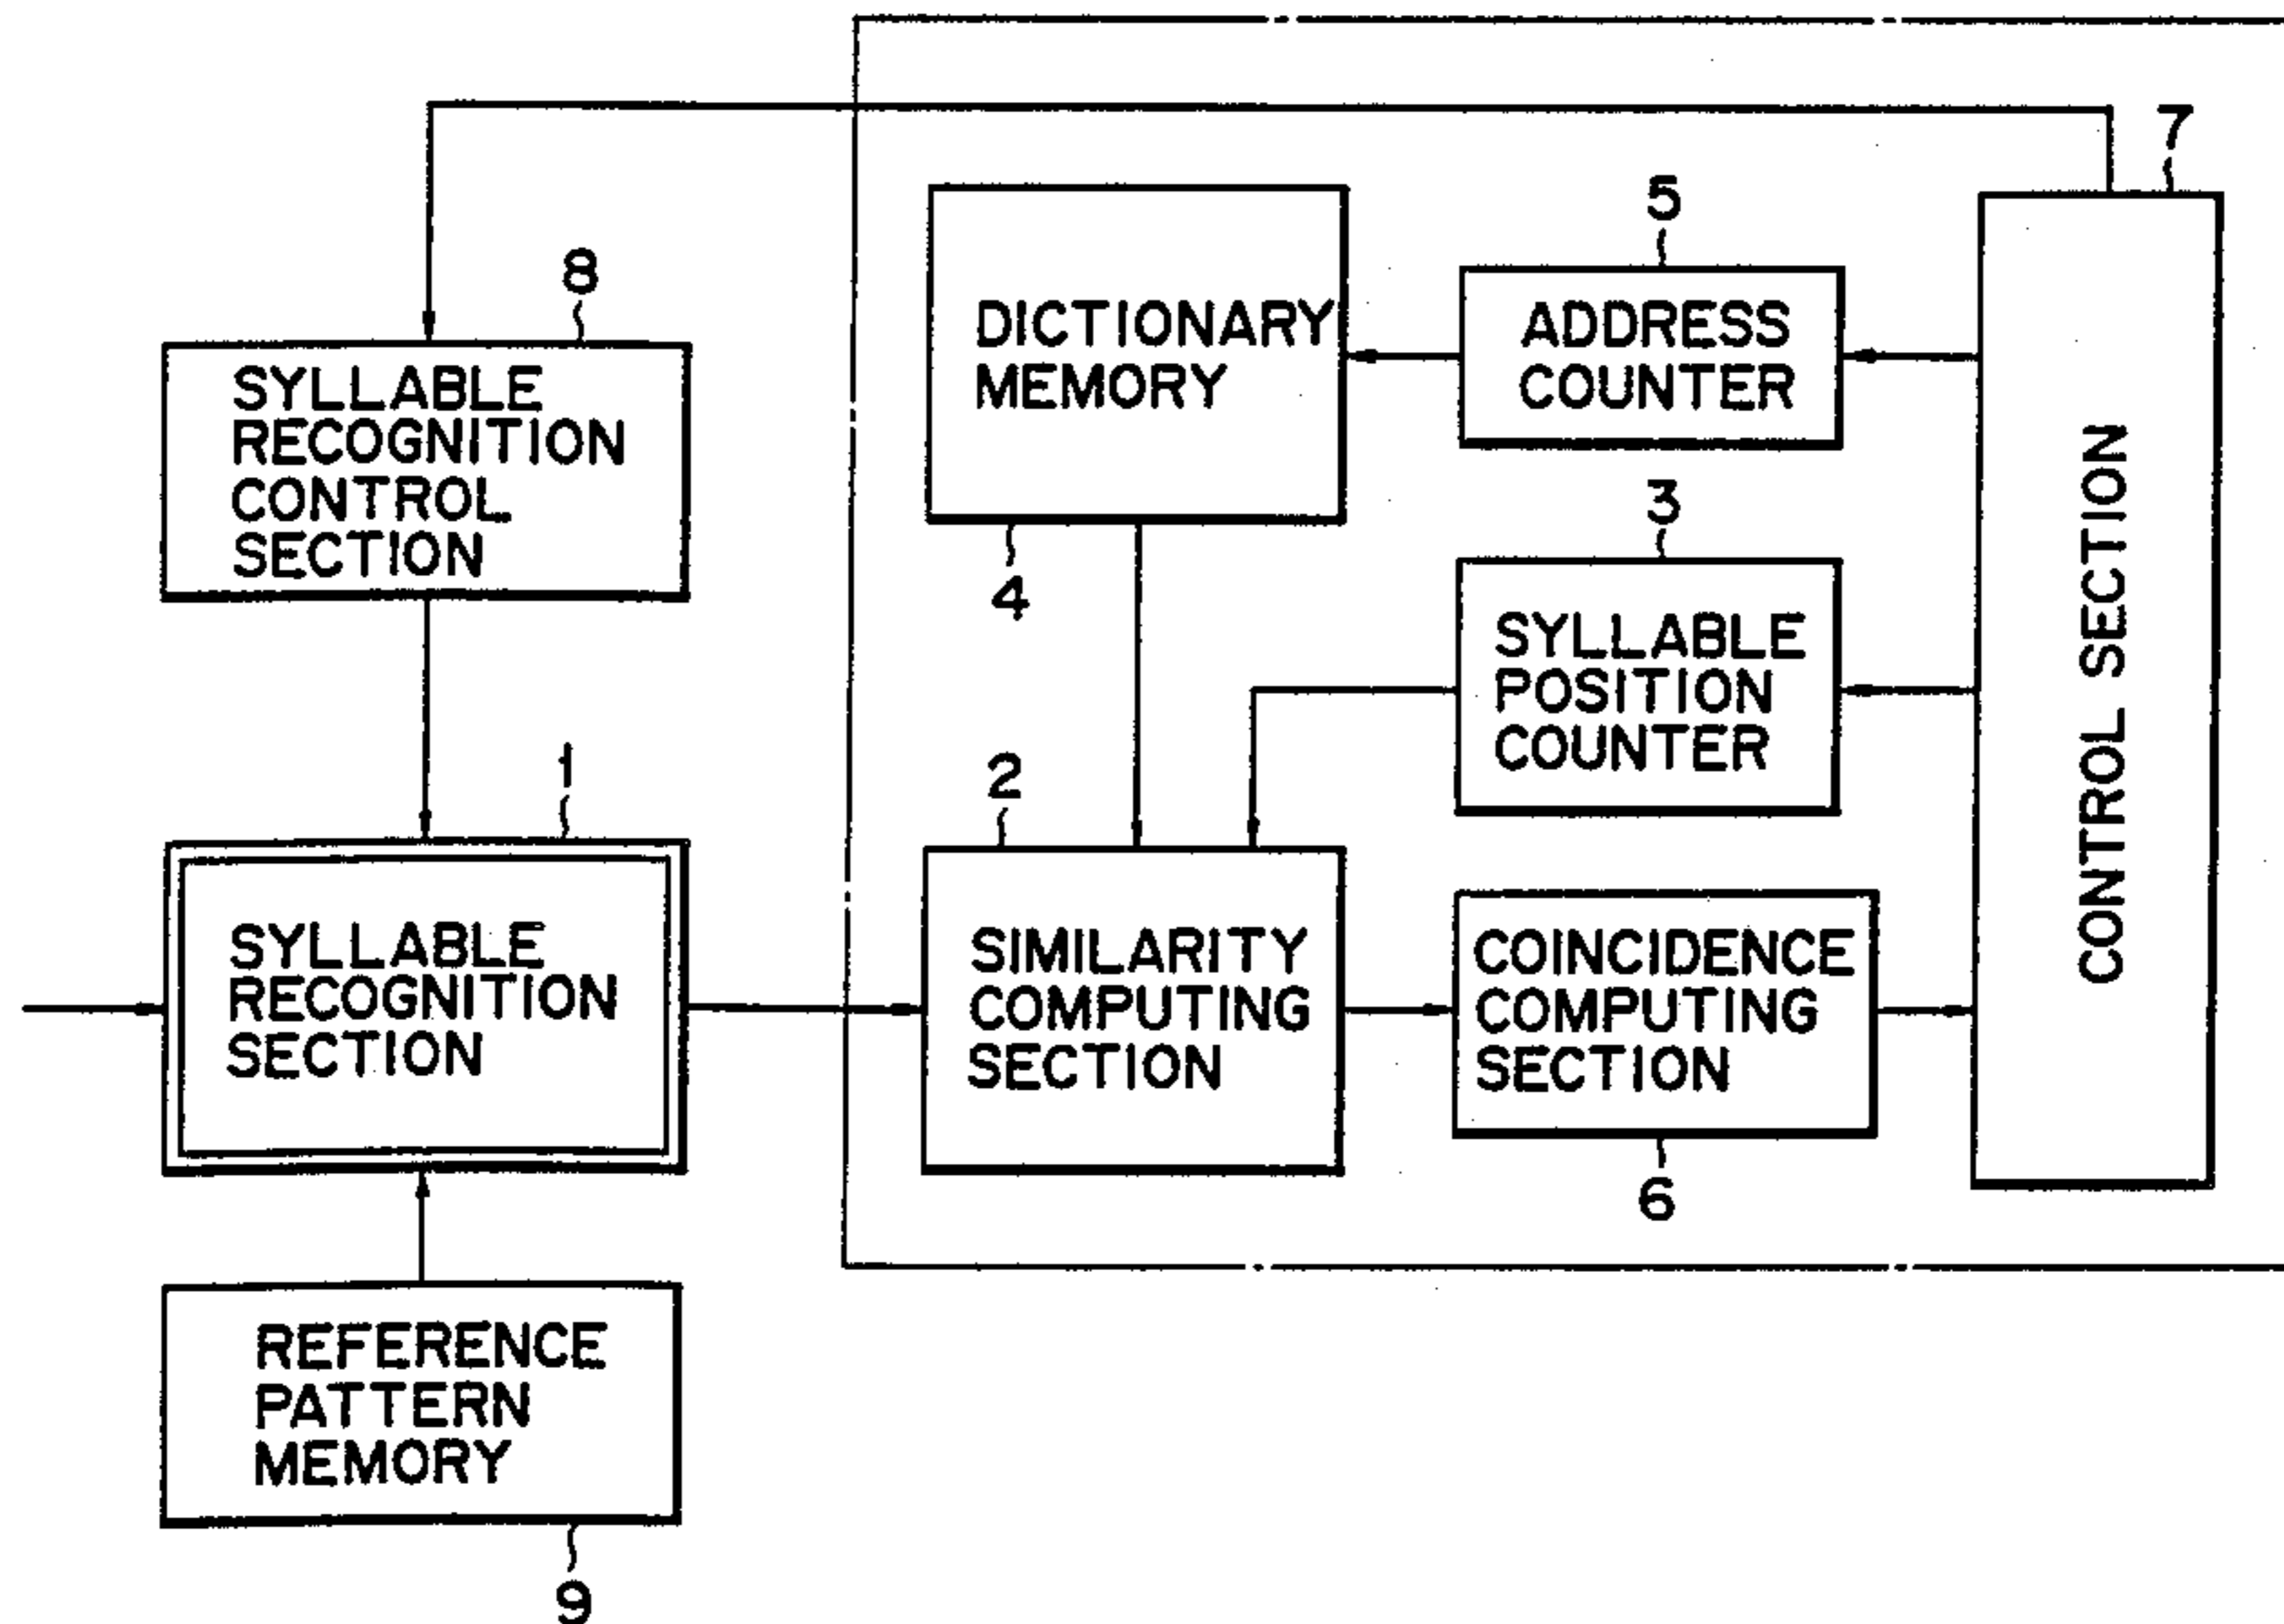 7
5
8
DICTIONARY
MEMORY
ADDRESS
COUNTER
SYLLABLE
RECOGNITION
CONTROL
SECTION
3
4
SYLLABLE
POSITION
COUNTER
CONTROL SECTION
1
2
SYLLABLE
RECOGNITION
SECTION
SIMILARITY
COMPUTING
SECTION
COINCIDENCE
COMPUTING
SECTION
6
REFERENCE
PATTERN
MEMORY
9